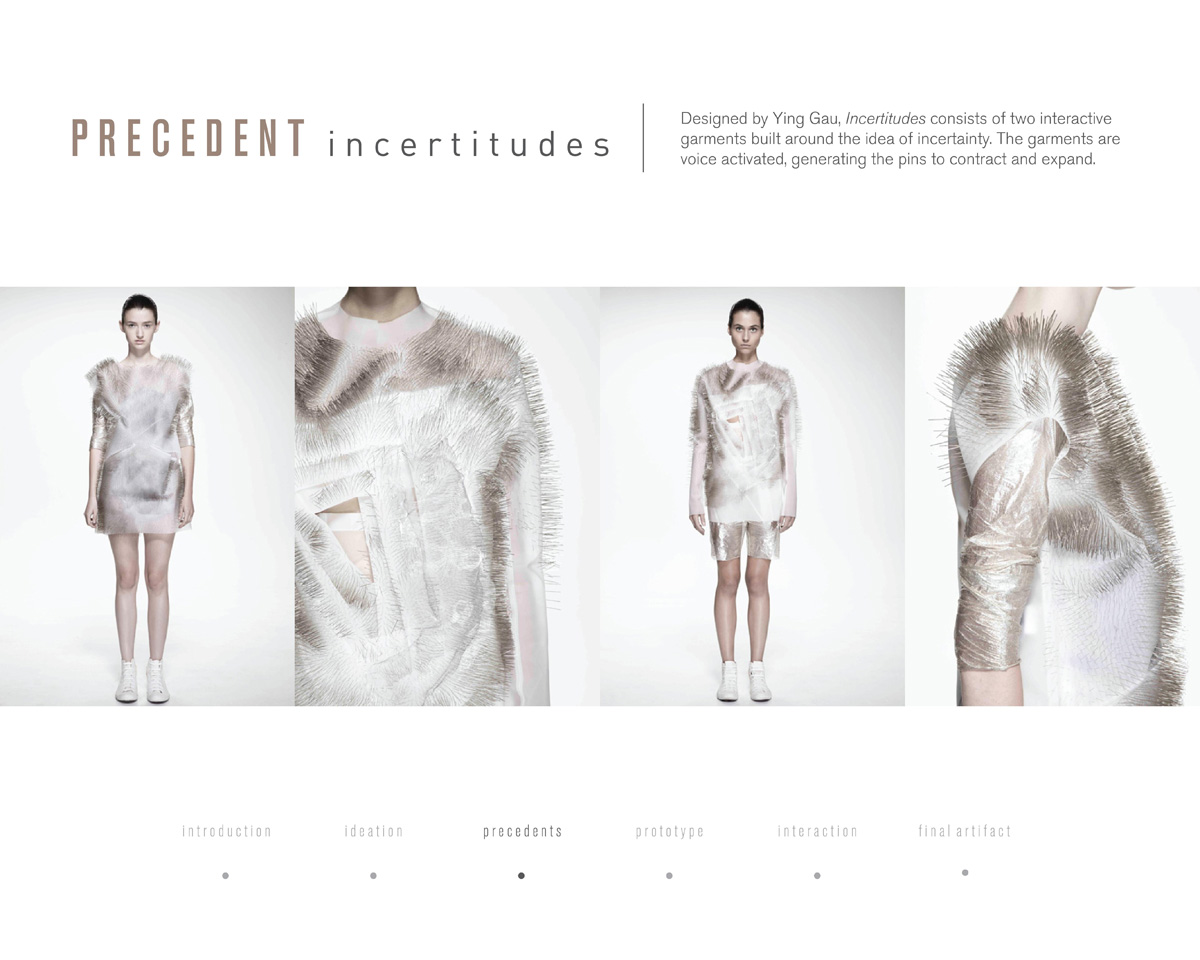 PRECEDENT incertitudes
Designed by Ying Gau, Incertitudes consists of two interactive
garments built around the idea of incertainty. The garments are
voice activated, generating the pins to contract and expand.
introduction ideation precedents prototype interaction final artifact